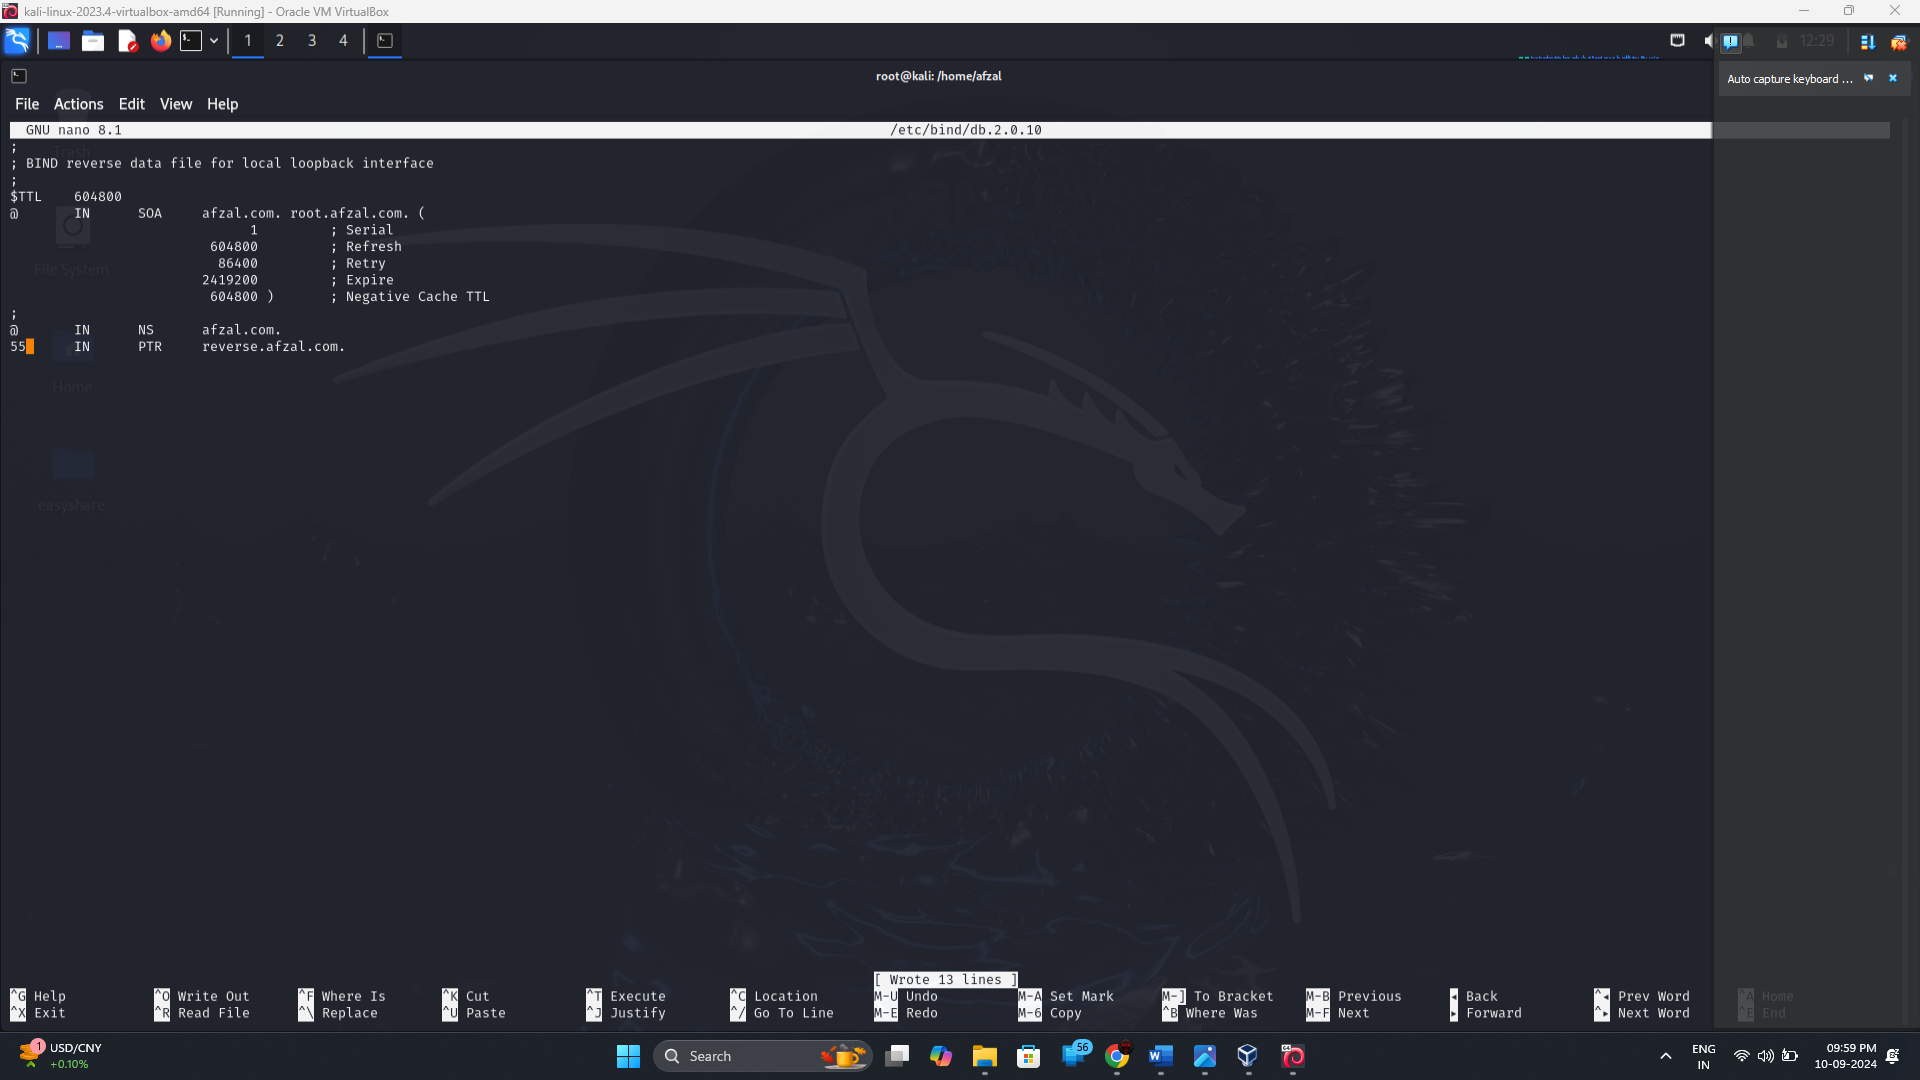 kali-linux-2023.4-virtualbox-amd64 [Running] - Oracle VM VirtualBox
1 2 3 4
12:29
root@kali: /home/afzal
Auto capture keyboard ...
File Actions Edit View Help
GNU nano 8.1 /etc/bind/db.2.0.10
;
Trash
; BIND reverse data file for local loopback interface
;
$TTL 604800
@ IN SOA afzal.com. root.afzal.com. (
1 ; Serial
604800 ; Refresh
86400 ; Retry
File System
2419200 ; Expire
604800 ) ; Negative Cache TTL
;
@ IN NS afzal.com.
55 IN PTR reverse.afzal.com.
Home
easyshare
[ Wrote 13 lines ]
^G Help ^O Write Out ^F Where Is ^K Cut ^T Execute ^C Location M-U Undo M-A Set Mark M-] To Bracket M-B Previous ◂ Back ^◂ Prev Word ^A Home
^X Exit ^R Read File ^\ Replace ^U Paste ^J Justify ^/ Go To Line M-E Redo M-6 Copy ^B Where Was M-F Next ▸ Forward ^▸ Next Word ^E End
1 USD/CNY
+0.10%
Search
56
ENG
IN
09:59 PM
10-09-2024